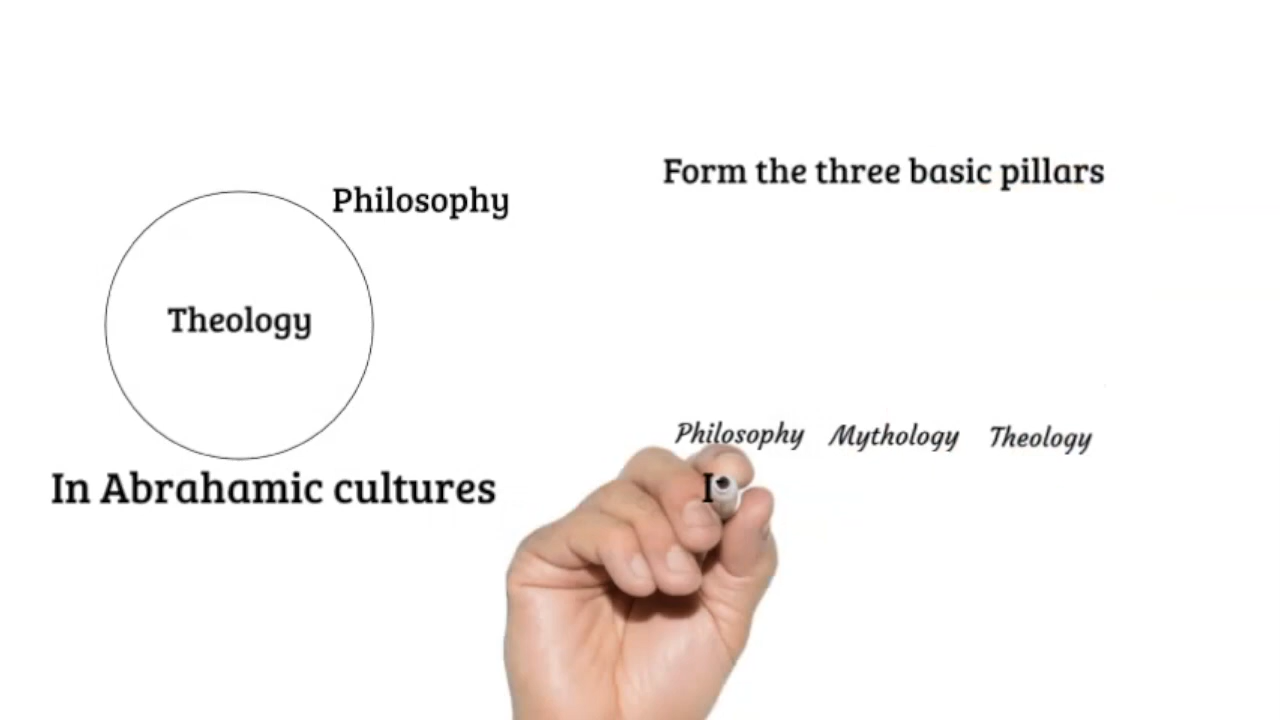 Form the three basic pillars
Philosophy
Theology
Philosophy Mythology Theology
In Abrahamic cultures
I